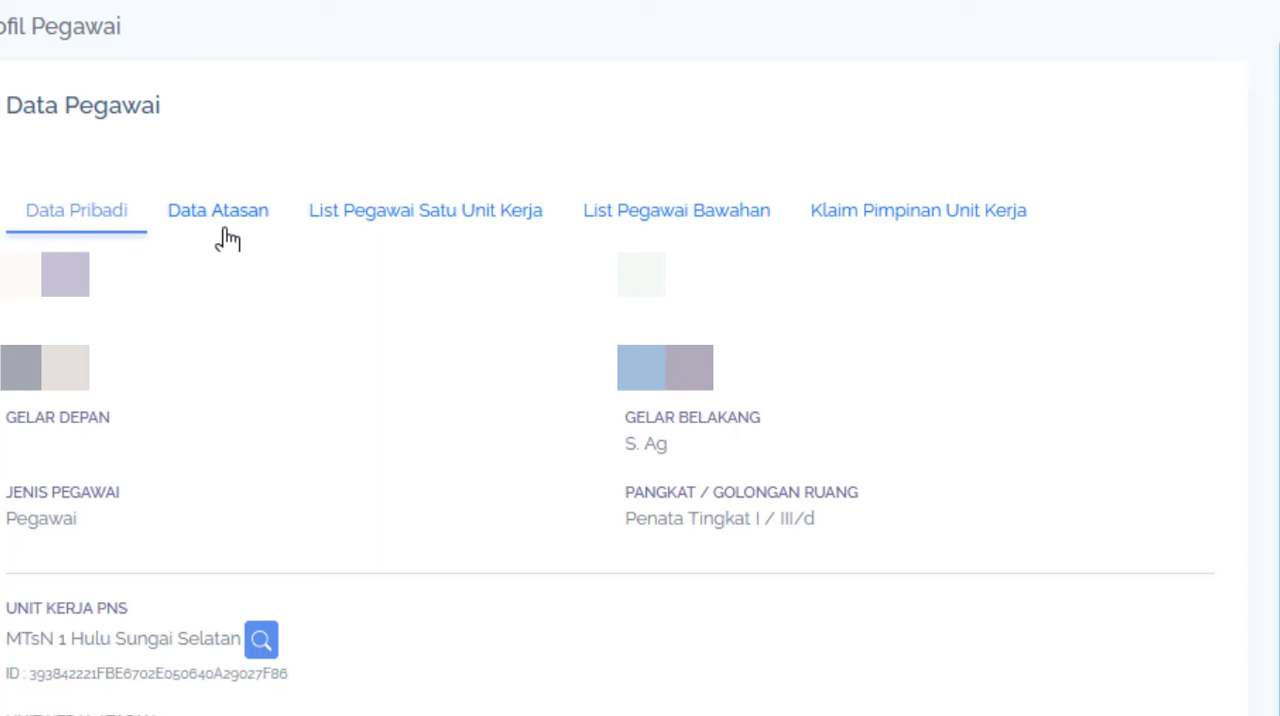 ofil Pegawai
Data Pegawai
Data Pribadi Data Atasan List Pegawai Satu Unit Kerja List Pegawai Bawahan Klaim Pimpinan Unit Kerja
GELAR DEPAN GELAR BELAKANG
S. Ag
JENIS PEGAWAI PANGKAT / GOLONGAN RUANG
Pegawai Penata Tingkat I / III/d
UNIT KERJA PNS
MTsN 1 Hulu Sungai Selatan
ID : 393842221FBE6702E050640A29027F86